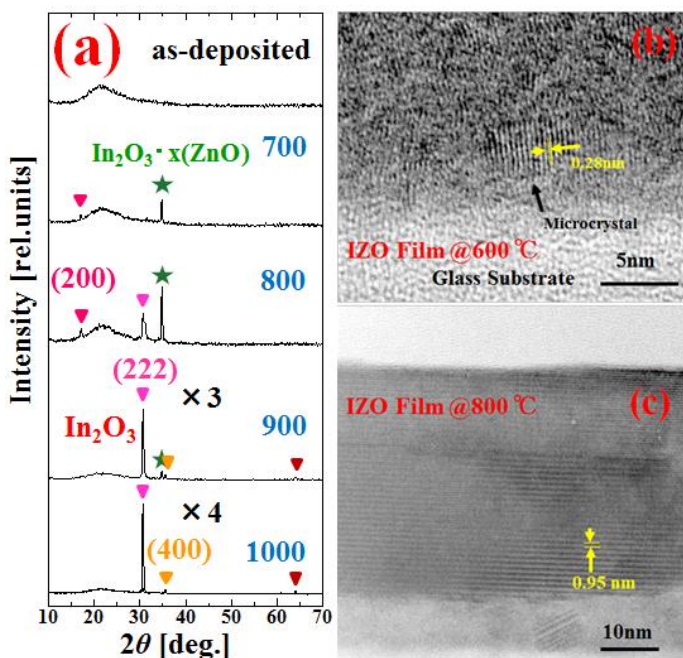 (a) as-deposited
In₂O₃· x(ZnO) 700
(200) 800
(222) ×3
In₂O₃ 900
×4
(400) 1000
10 20 30 40 50 60 70
2θ [deg.]
Intensity [rel.units]
(b)
0.28nm
Microcrystal
IZO Film @600 ℃
Glass Substrate 5nm
(c)
IZO Film @800 ℃
0.95 nm
10nm